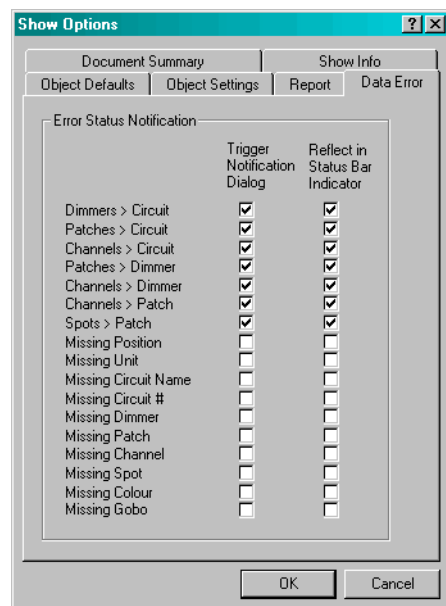 Show Options
Document Summary Show Info
Object Defaults Object Settings Report Data Error
Error Status Notification
Trigger Notification Dialog
Reflect in Status Bar Indicator
Dimmers > Circuit
Patches > Circuit
Channels > Circuit
Patches > Dimmer
Channels > Dimmer
Channels > Patch
Spots > Patch
Missing Position
Missing Unit
Missing Circuit Name
Missing Circuit #
Missing Dimmer
Missing Patch
Missing Channel
Missing Spot
Missing Colour
Missing Gobo
OK Cancel